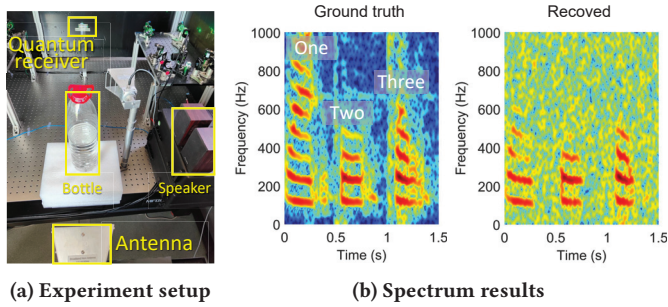 Quantum
receiver
Bottle
Speaker
Antenna
(a) Experiment setup
Ground truth
Recoved
One
Two
Three
Frequency (Hz)
1000
800
600
400
200
0
0 0.5 1 1.5
Time (s)
Frequency (Hz)
1000
800
600
400
200
0
0 0.5 1 1.5
Time (s)
(b) Spectrum results